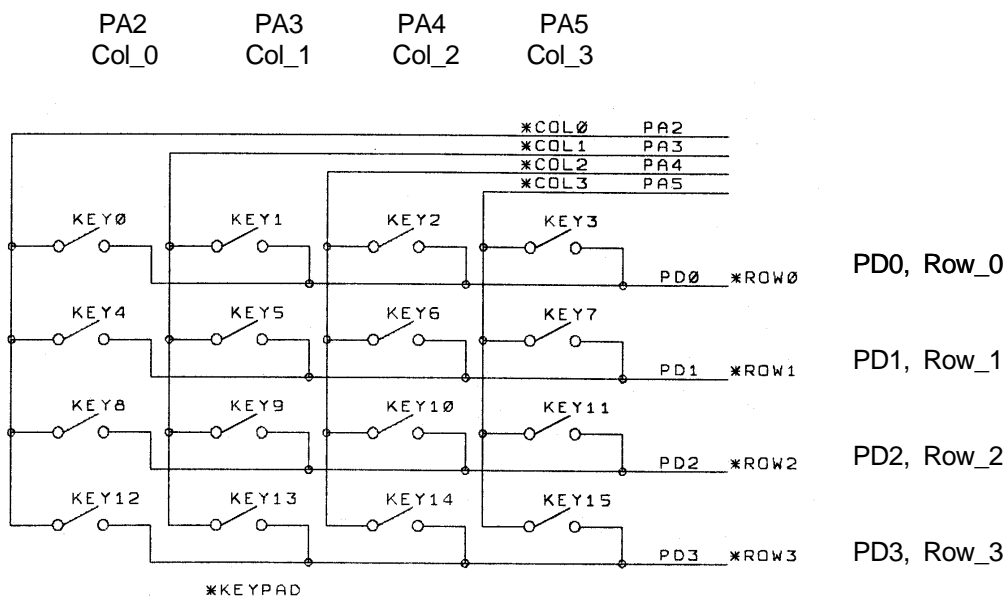 PA2 PA3 PA4 PA5
Col_0 Col_1 Col_2 Col_3
*COLØ PA2
*COL1 PA3
*COL2 PA4
*COL3 PA5
KEYØ KEY1 KEY2 KEY3
PDØ *ROWØ PD0, Row_0
KEY4 KEY5 KEY6 KEY7
PD1 *ROW1 PD1, Row_1
KEY8 KEY9 KEY10 KEY11
PD2 *ROW2 PD2, Row_2
KEY12 KEY13 KEY14 KEY15
PD3 *ROW3 PD3, Row_3
*KEYPAD